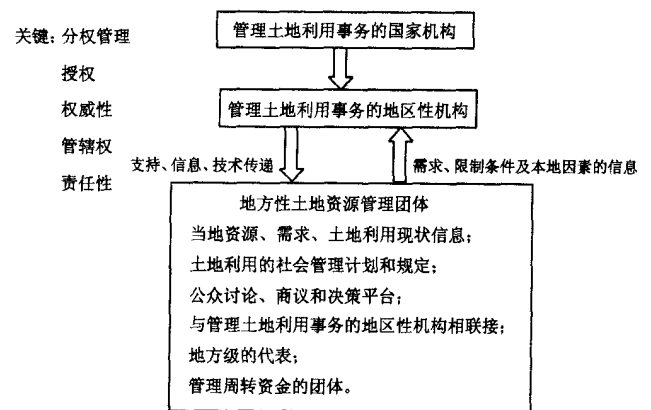 管理土地利用事务的国家机构
关键：分权管理
授权
权威性
管辖权
责任性
管理土地利用事务的地区性机构
支持、信息、技术传递
需求、限制条件及本地因素的信息
地方性土地资源管理团体
当地资源、需求、土地利用现状信息；
土地利用的社会管理计划和规定；
公众讨论、商议和决策平台；
与管理土地利用事务的地区性机构相联接；
地方级的代表；
管理周转资金的团体。